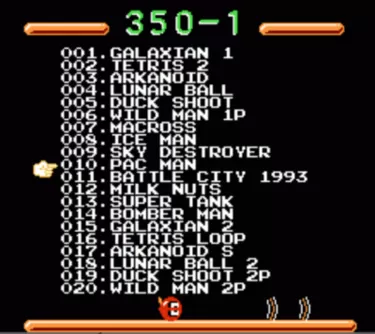 350-1
001.GALAXIAN 1
002.TETRIS 2
003.ARKANOID
004.LUNAR BALL
005.DUCK SHOOT
006.WILD MAN 1P
007.MACROSS
008.ICE MAN
009.SKY DESTROYER
010.PAC MAN
011.BATTLE CITY 1993
012.MILK NUTS
013.SUPER TANK
014.BOMBER MAN
015.GALAXIAN 2
016.TETRIS LOOP
017.ARKANOID S
018.LUNAR BALL 2
019.DUCK SHOOT 2P
020.WILD MAN 2P